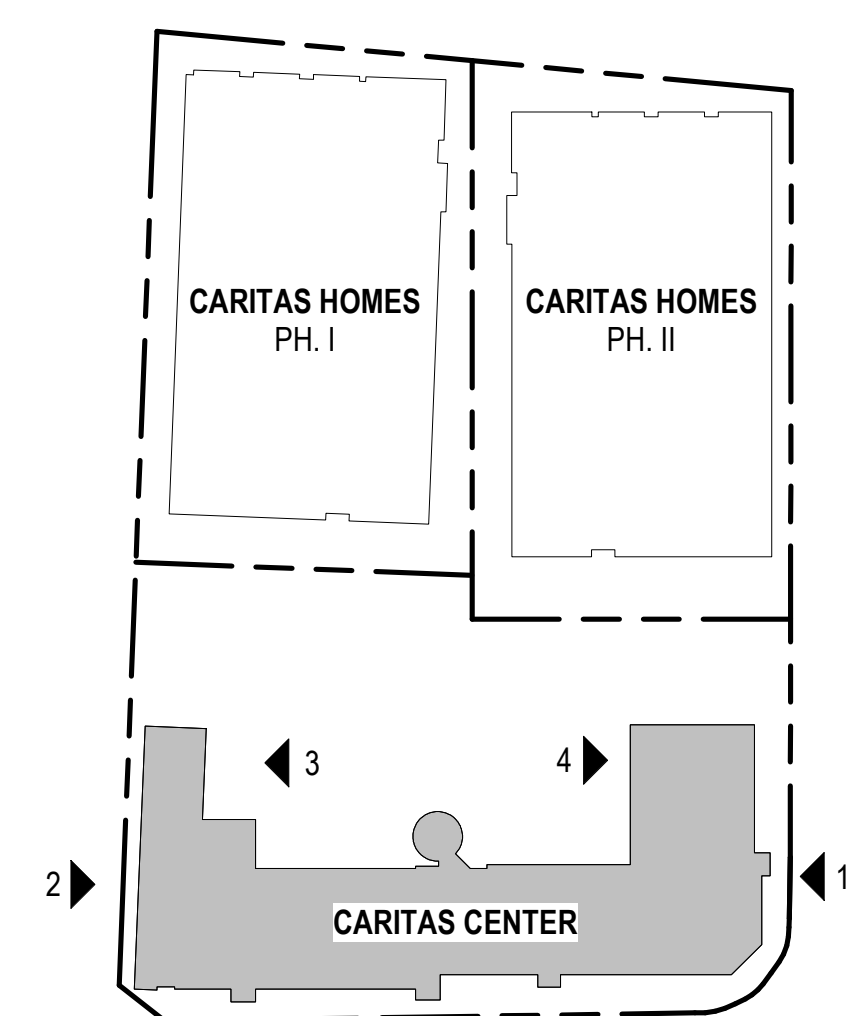 CARITAS HOMES
PH. I
CARITAS HOMES
PH. II
3
4
2
1
CARITAS CENTER